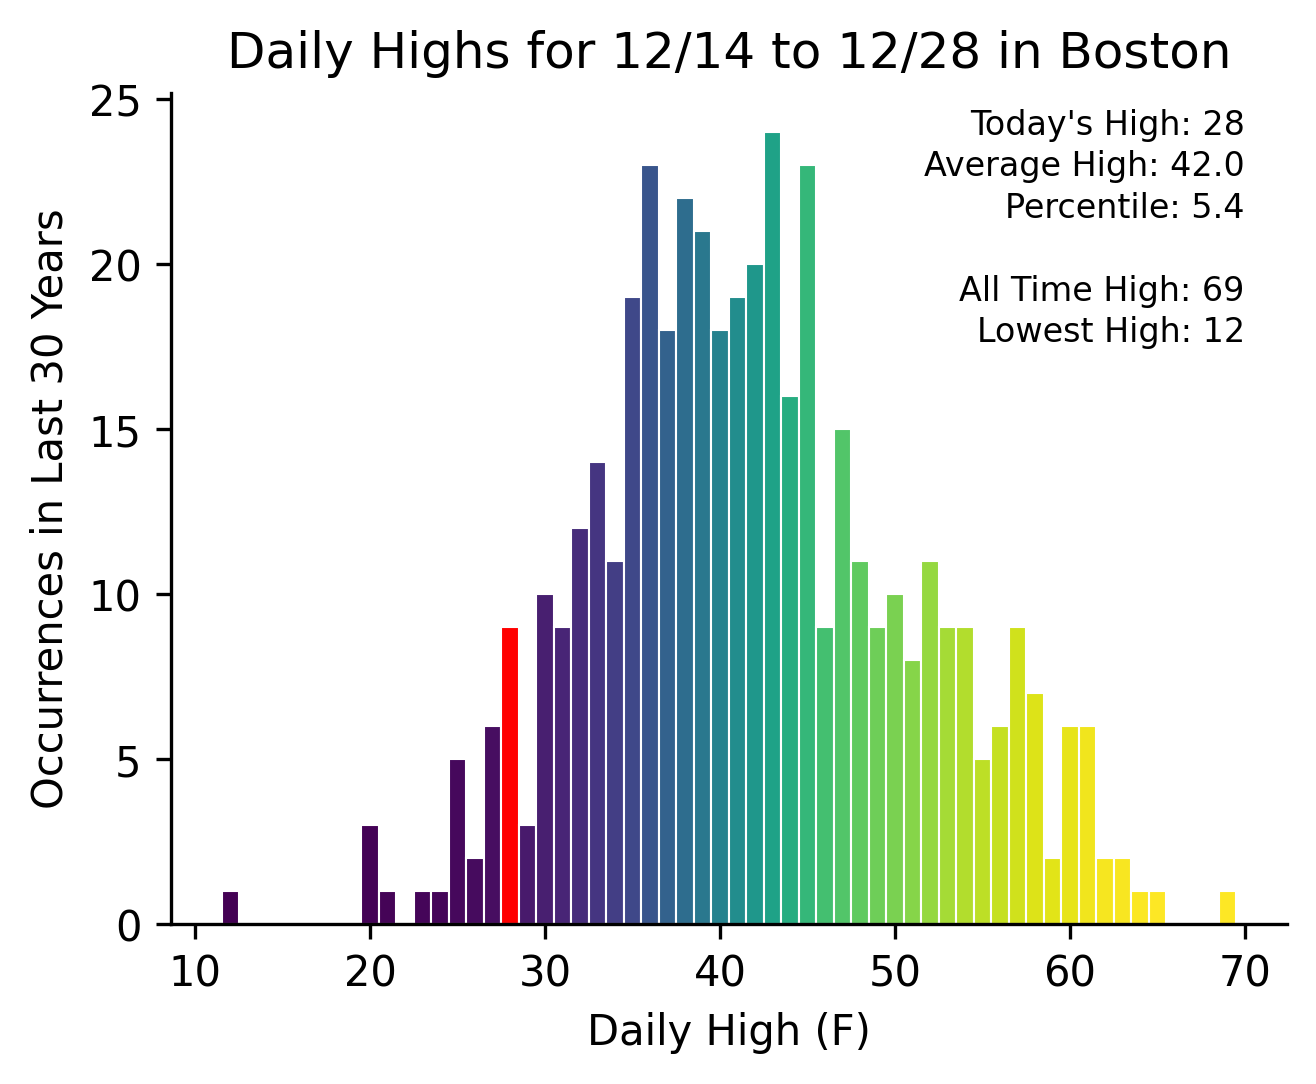 Daily Highs for 12/14 to 12/28 in Boston
Today's High: 28
Average High: 42.0
Percentile: 5.4
All Time High: 69
Lowest High: 12
Occurrences in Last 30 Years
25
20
15
10
5
0
10 20 30 40 50 60 70
Daily High (F)